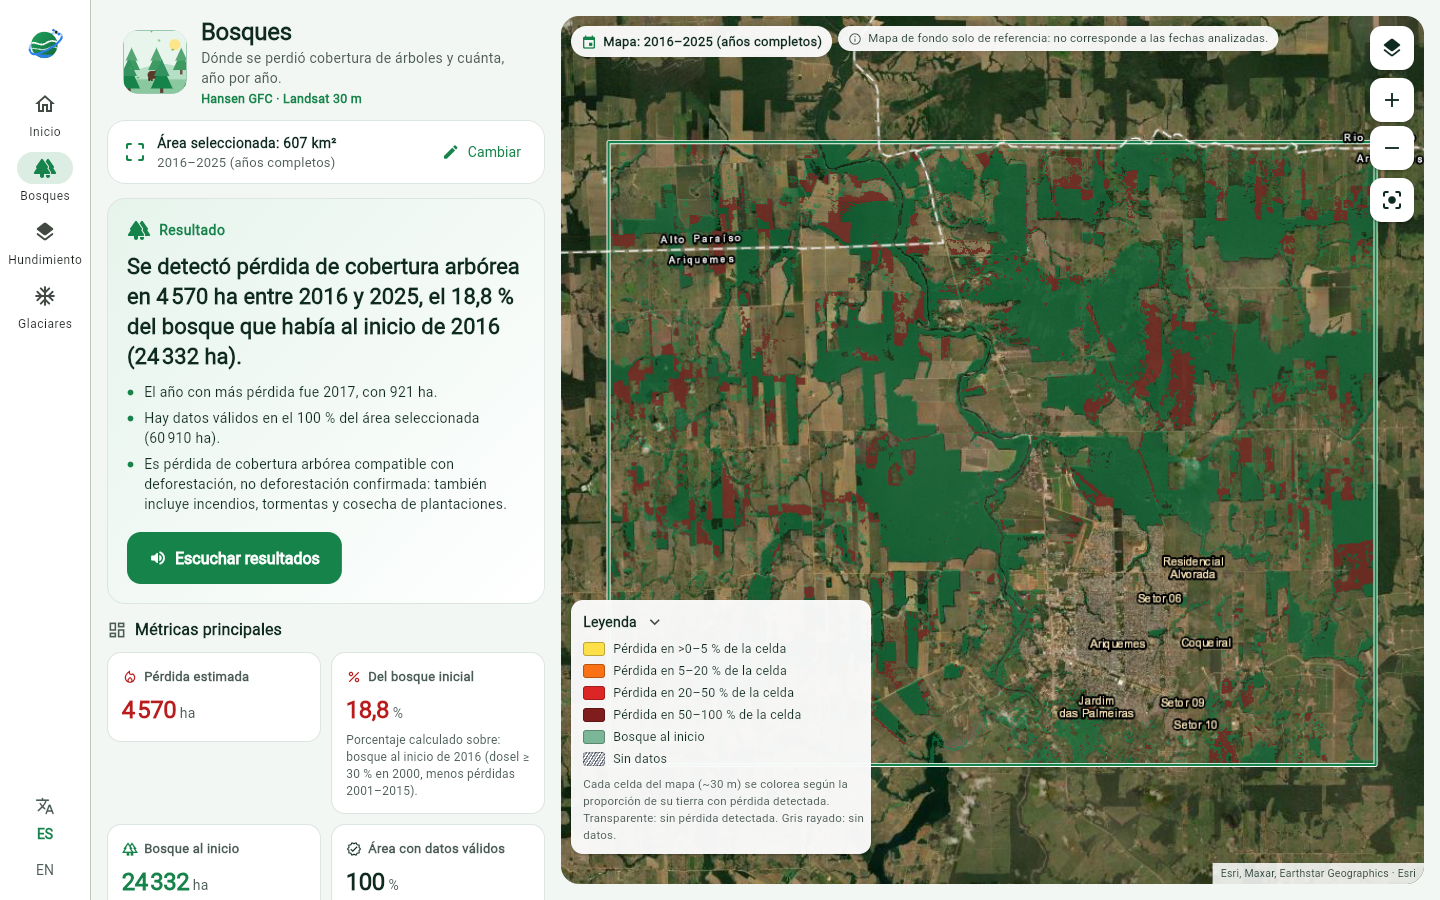 Inicio
Bosques
Hundimiento
Glaciares
ES
EN
Bosques
Dónde se perdió cobertura de árboles y cuánta,
año por año.
Hansen GFC · Landsat 30 m
Área seleccionada: 607 km²
2016–2025 (años completos)
Cambiar
Resultado
Se detectó pérdida de cobertura arbórea
en 4 570 ha entre 2016 y 2025, el 18,8 %
del bosque que había al inicio de 2016
(24 332 ha).
El año con más pérdida fue 2017, con 921 ha.
Hay datos válidos en el 100 % del área seleccionada
(60 910 ha).
Es pérdida de cobertura arbórea compatible con
deforestación, no deforestación confirmada: también
incluye incendios, tormentas y cosecha de plantaciones.
Escuchar resultados
Métricas principales
Pérdida estimada
4 570 ha
Del bosque inicial
18,8 %
Porcentaje calculado sobre:
bosque al inicio de 2016 (dosel ≥
30 % en 2000, menos pérdidas
2001–2015).
Bosque al inicio
24 332 ha
Área con datos válidos
100 %
Mapa: 2016–2025 (años completos)
Mapa de fondo solo de referencia: no corresponde a las fechas analizadas.
Rio
Alto Paraíso
Ariquemes
Residencial
Alvorada
Setor 06
Ariquemes
Coqueiral
Jardim
das Palmeiras
Setor 09
Setor 10
Leyenda
Pérdida en >0–5 % de la celda
Pérdida en 5–20 % de la celda
Pérdida en 20–50 % de la celda
Pérdida en 50–100 % de la celda
Bosque al inicio
Sin datos
Cada celda del mapa (~30 m) se colorea según la
proporción de su tierra con pérdida detectada.
Transparente: sin pérdida detectada. Gris rayado: sin
datos.
Esri, Maxar, Earthstar Geographics · Esri